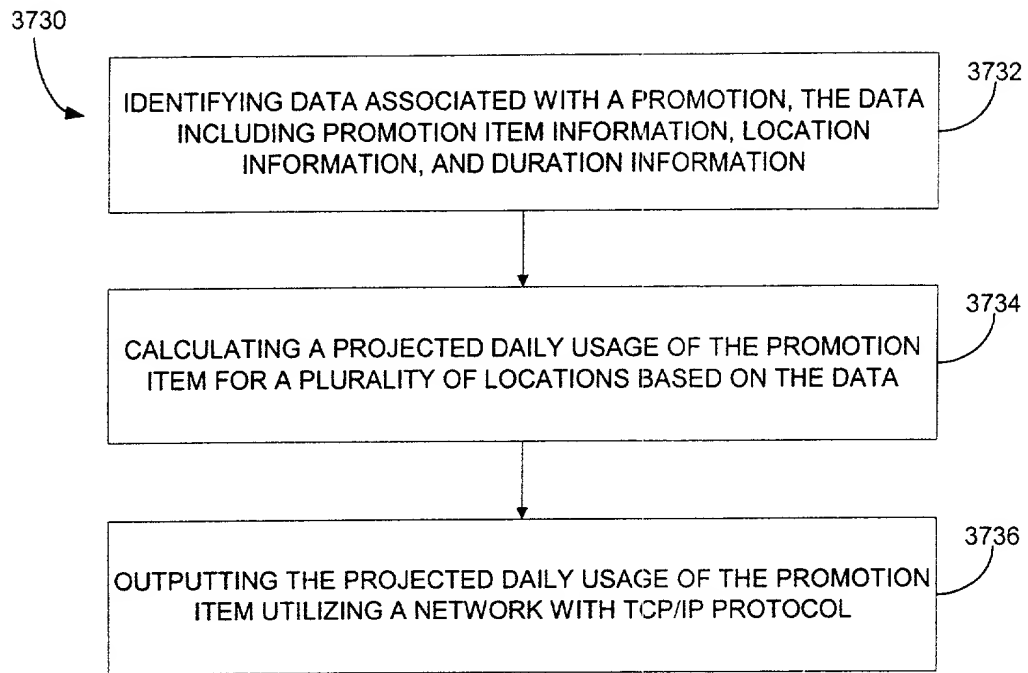 3730
3732
IDENTIFYING DATA ASSOCIATED WITH A PROMOTION, THE DATA
INCLUDING PROMOTION ITEM INFORMATION, LOCATION
INFORMATION, AND DURATION INFORMATION
3734
CALCULATING A PROJECTED DAILY USAGE OF THE PROMOTION
ITEM FOR A PLURALITY OF LOCATIONS BASED ON THE DATA
3736
OUTPUTTING THE PROJECTED DAILY USAGE OF THE PROMOTION
ITEM UTILIZING A NETWORK WITH TCP/IP PROTOCOL